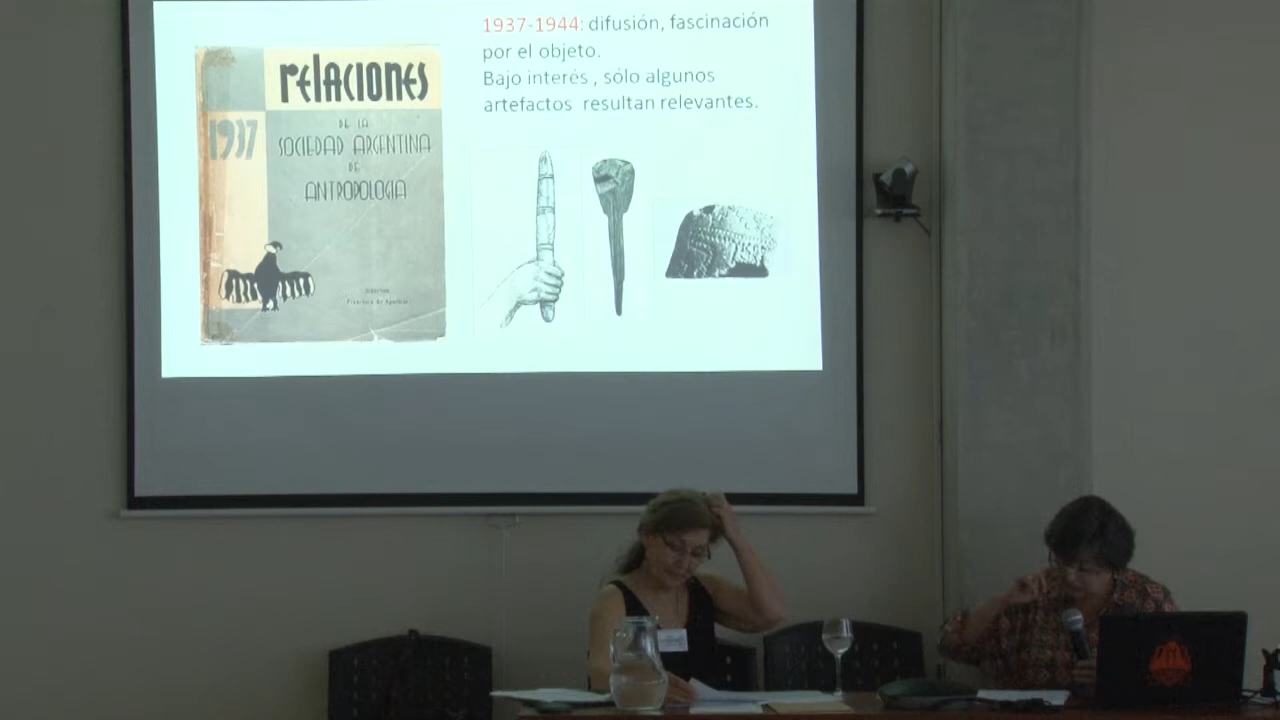 1937-1944: difusión, fascinación
por el objeto.
Bajo interés , sólo algunos
artefactos resultan relevantes.
relaciones
1937
DE LA
SOCIEDAD ARGENTINA
DE
ANTROPOLOGIA